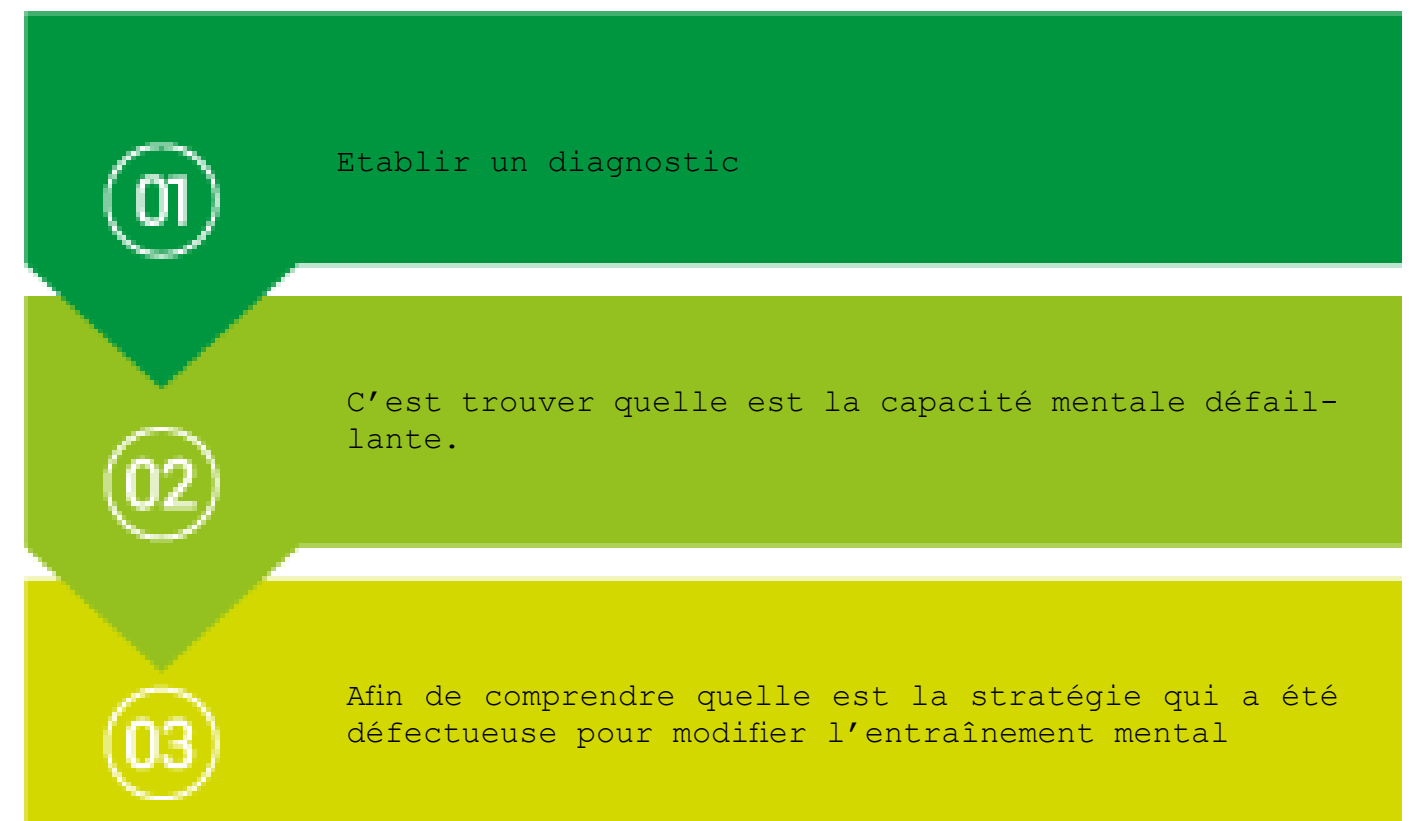 01
Etablir un diagnostic
02
C’est trouver quelle est la capacité mentale défail-
lante.
03
Afin de comprendre quelle est la stratégie qui a été
défectueuse pour modifier l’entraînement mental